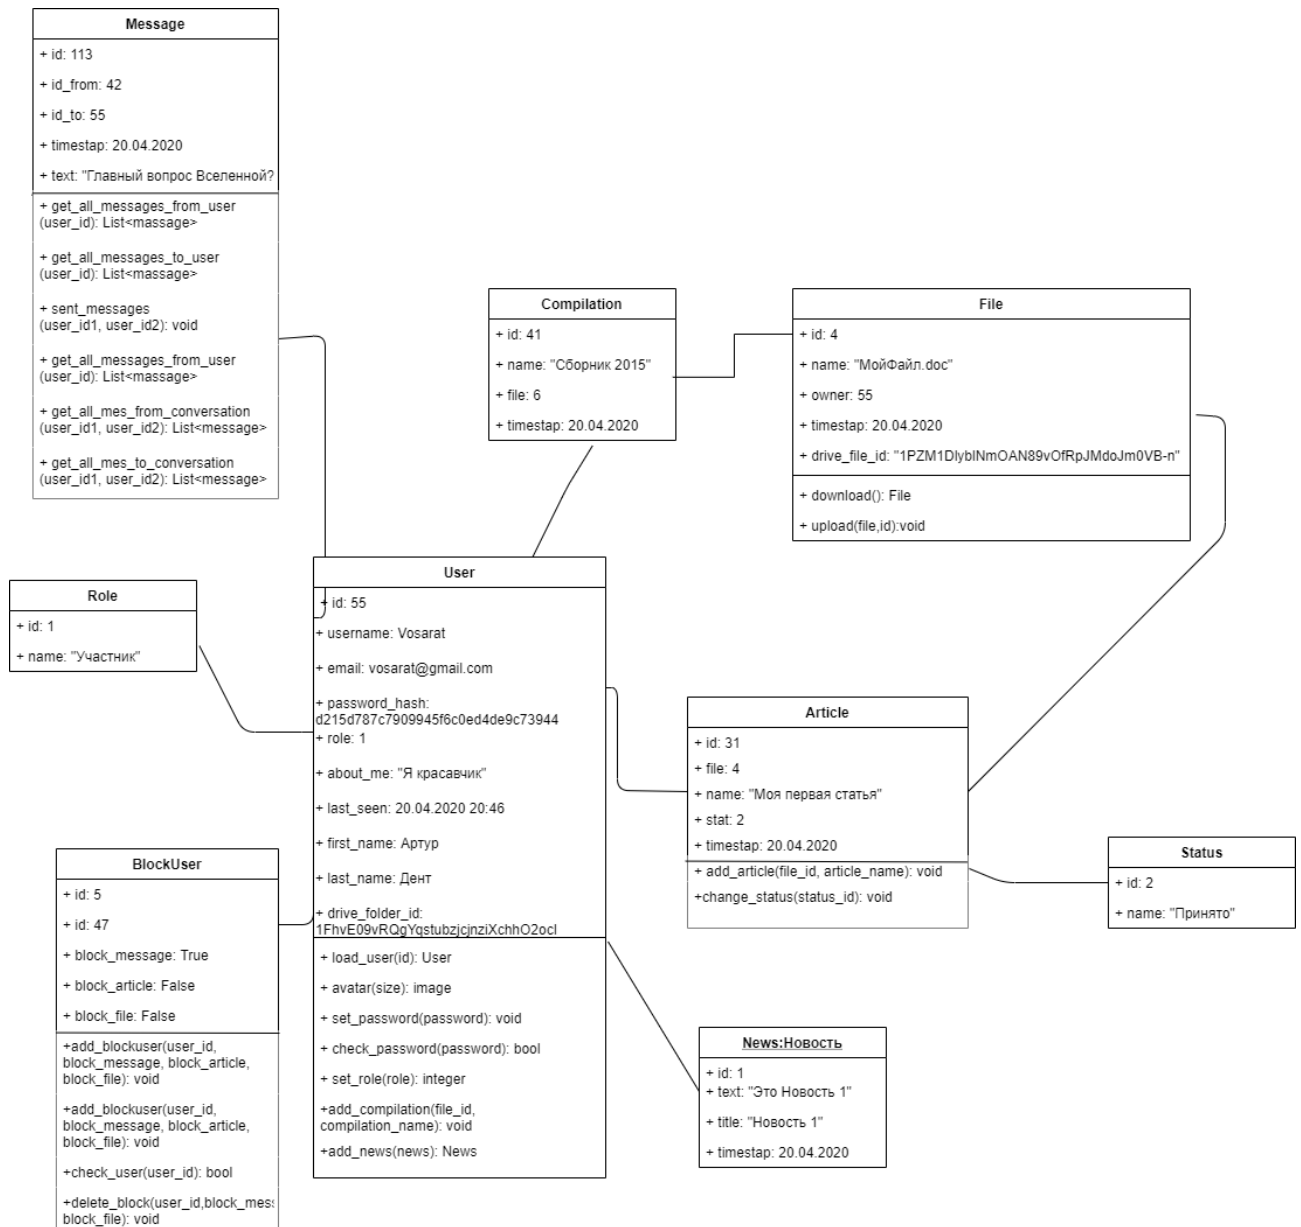 Message
+ id: 113
+ id_from: 42
+ id_to: 55
+ timestap: 20.04.2020
+ text: "Главный вопрос Вселенной?
+ get_all_messages_from_user
(user_id): List<massage>
+ get_all_messages_to_user
(user_id): List<massage>
+ sent_messages
(user_id1, user_id2): void
+ get_all_messages_from_user
(user_id): List<massage>
+ get_all_mes_from_conversation
(user_id1, user_id2): List<message>
+ get_all_mes_to_conversation
(user_id1, user_id2): List<message>
Compilation
+ id: 41
+ name: "Сборник 2015"
+ file: 6
+ timestap: 20.04.2020
File
+ id: 4
+ name: "МойФайл.doc"
+ owner: 55
+ timestap: 20.04.2020
+ drive_file_id: "1PZM1DlyblNmOAN89vOfRpJMdoJm0VB-n"
+ download(): File
+ upload(file,id):void
Role
+ id: 1
+ name: "Участник"
User
+ id: 55
+ username: Vosarat
+ email: vosarat@gmail.com
+ password_hash:
d215d787c7909945f6c0ed4de9c73944
+ role: 1
+ about_me: "Я красавчик"
+ last_seen: 20.04.2020 20:46
+ first_name: Артур
+ last_name: Дент
+ drive_folder_id:
1FhvE09vRQgYqstubzjcjnziXchhO2ocI
+ load_user(id): User
+ avatar(size): image
+ set_password(password): void
+ check_password(password): bool
+ set_role(role): integer
+add_compilation(file_id,
compilation_name): void
+add_news(news): News
Article
+ id: 31
+ file: 4
+ name: "Моя первая статья"
+ stat: 2
+ timestap: 20.04.2020
+ add_article(file_id, article_name): void
+change_status(status_id): void
Status
+ id: 2
+ name: "Принято"
BlockUser
+ id: 5
+ id: 47
+ block_message: True
+ block_article: False
+ block_file: False
+add_blockuser(user_id,
block_message, block_article,
block_file): void
+add_blockuser(user_id,
block_message, block_article,
block_file): void
+check_user(user_id): bool
+delete_block(user_id,block_mes
block_file): void
News:Новость
+ id: 1
+ text: "Это Новость 1"
+ title: "Новость 1"
+ timestap: 20.04.2020